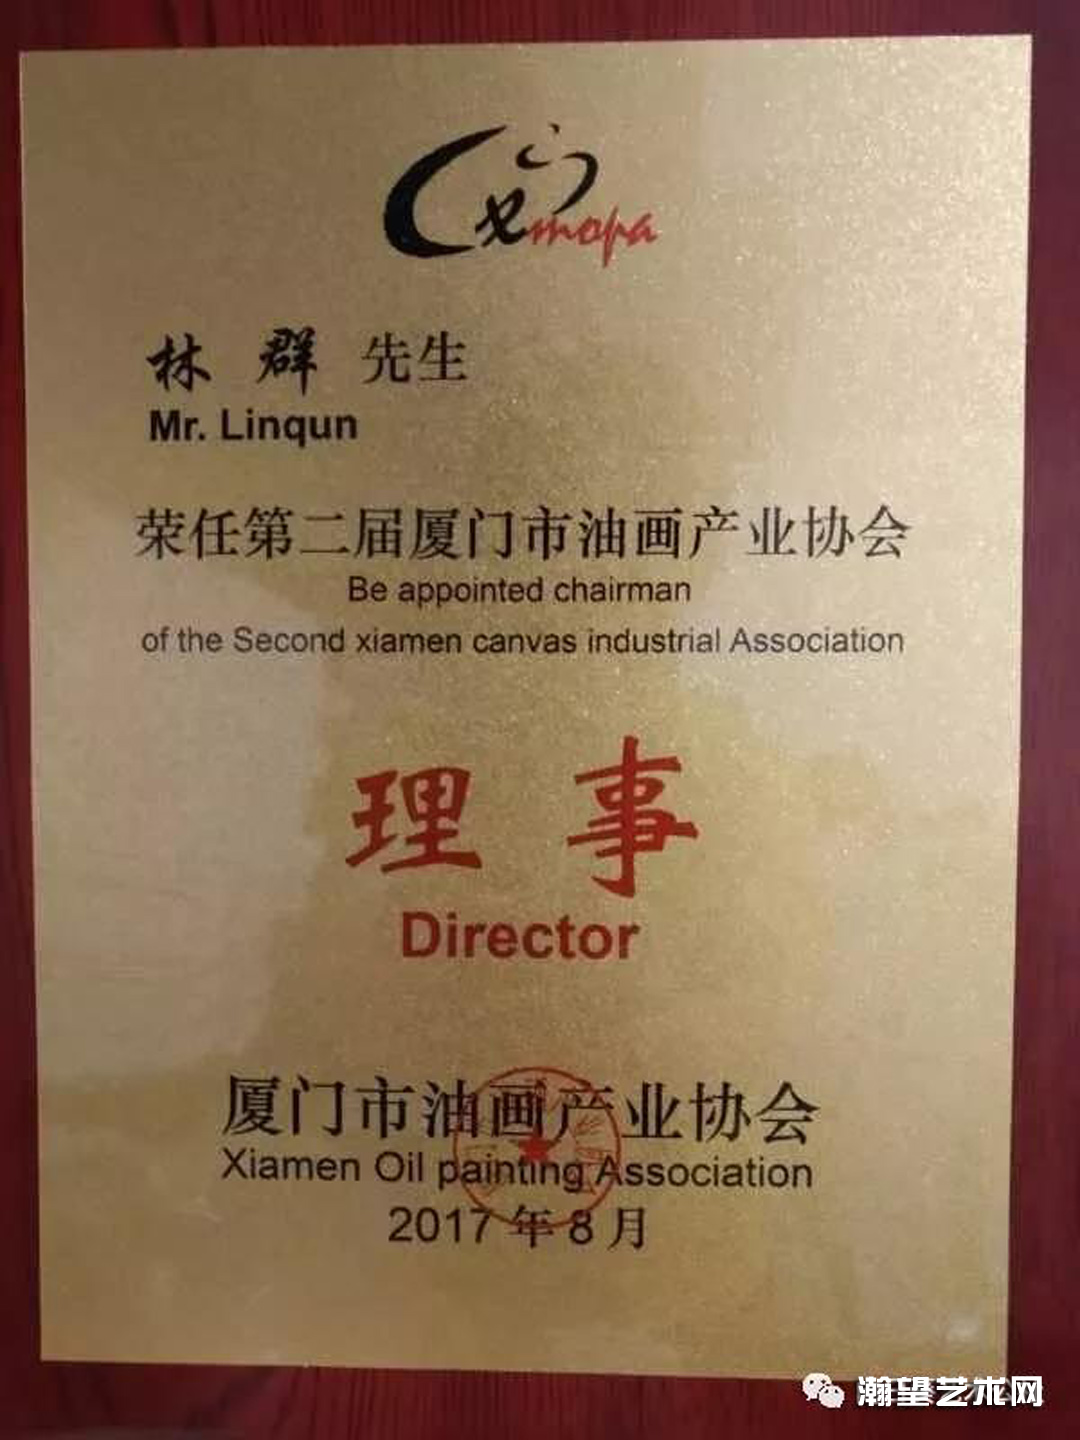 xmopa
林 群 先生
Mr. Linqun
荣任第二届厦门市油画产业协会
Be appointed chairman
of the Second xiamen canvas industrial Association
理 事
Director
厦门市油画产业协会
Xiamen Oil painting Association
2017 年 8 月
瀚望艺术网